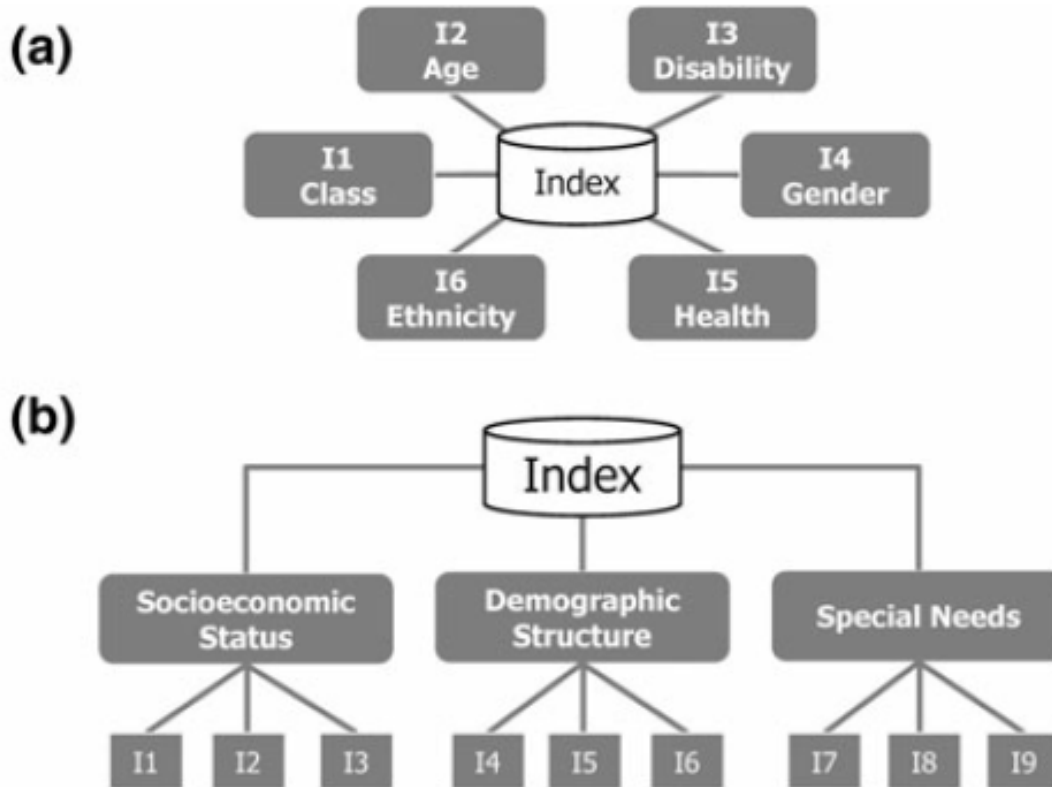 (a)
I2
Age
I3
Disability
I1
Class
Index
I4
Gender
I6
Ethnicity
I5
Health
(b)
Index
Socioeconomic
Status
Demographic
Structure
Special Needs
I1
I2
I3
I4
I5
I6
I7
I8
I9